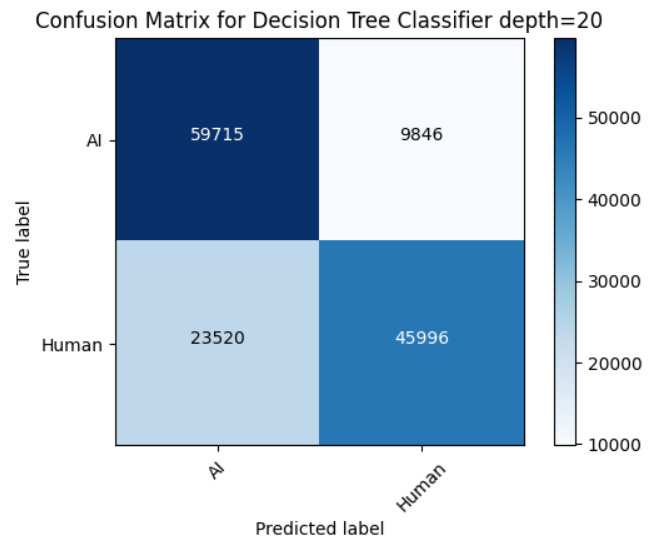 Confusion Matrix for Decision Tree Classifier depth=20
AI
59715
9846
Human
23520
45996
AI
Human
Predicted label
True label
50000
40000
30000
20000
10000